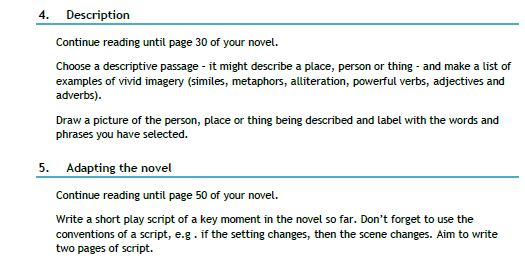 4. Description
Continue reading until page 30 of your novel.
Choose a descriptive passage - it might describe a place, person or thing - and make a list of
examples of vivid imagery (similes, metaphors, alliteration, powerful verbs, adjectives and
adverbs).
Draw a picture of the person, place or thing being described and label with the words and
phrases you have selected.
5. Adapting the novel
Continue reading until page 50 of your novel.
Write a short play script of a key moment in the novel so far. Don't forget to use the
conventions of a script, e.g . if the setting changes, then the scene changes. Aim to write
two pages of script.